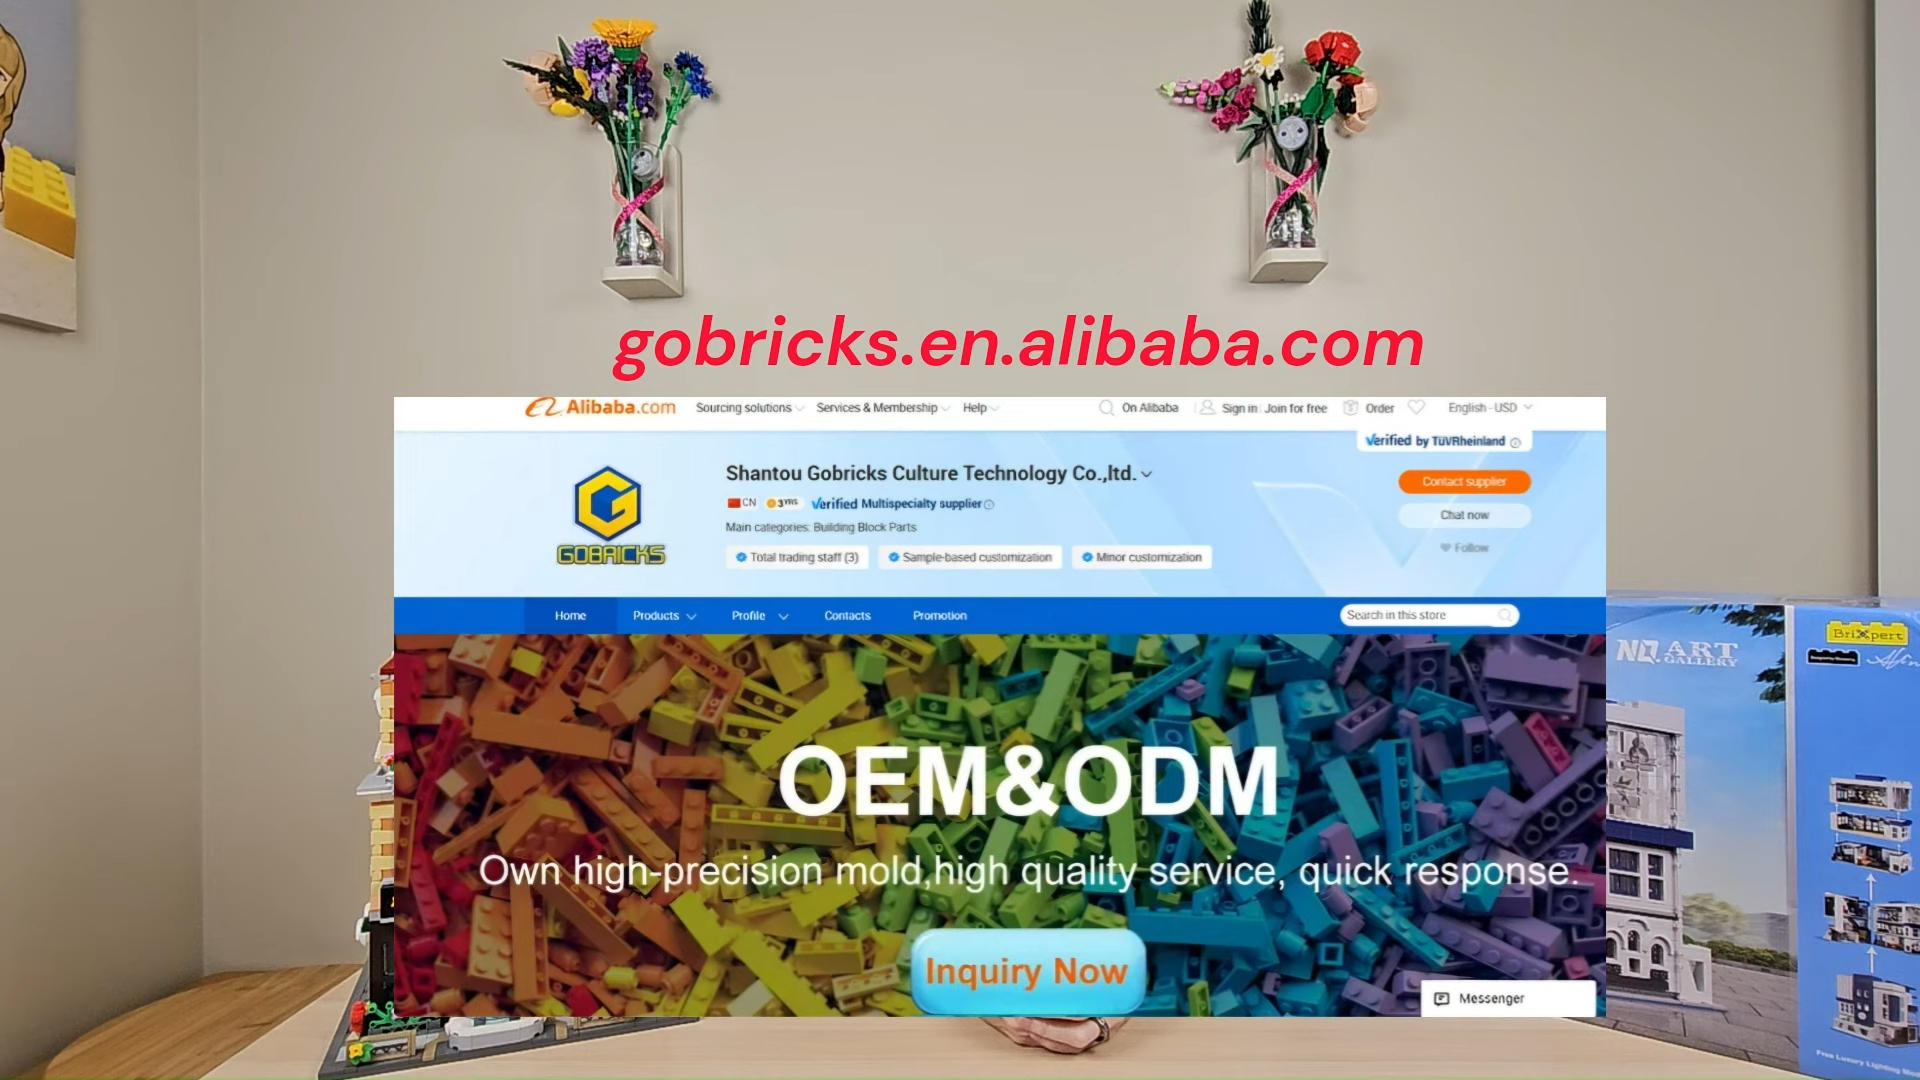 gobricks.en.alibaba.com
Alibaba.com Sourcing solutions Services & Membership Help On Alibaba Sign in Join for free Order English - USD
Verified by TÜVRheinland
Shantou Gobricks Culture Technology Co.,ltd.
Contact supplier
CN 3YRS Verified Multispecialty supplier
Chat now
Main categories: Building Block Parts
GOBRICKS
Total trading staff (3) Sample-based customization Minor customization
Follow
Home Products Profile Contacts Promotion Search in this store
BriXpert
ART
GALLERY
OEM&ODM
Own high-precision mold,high quality service, quick response.
Inquiry Now
Messenger